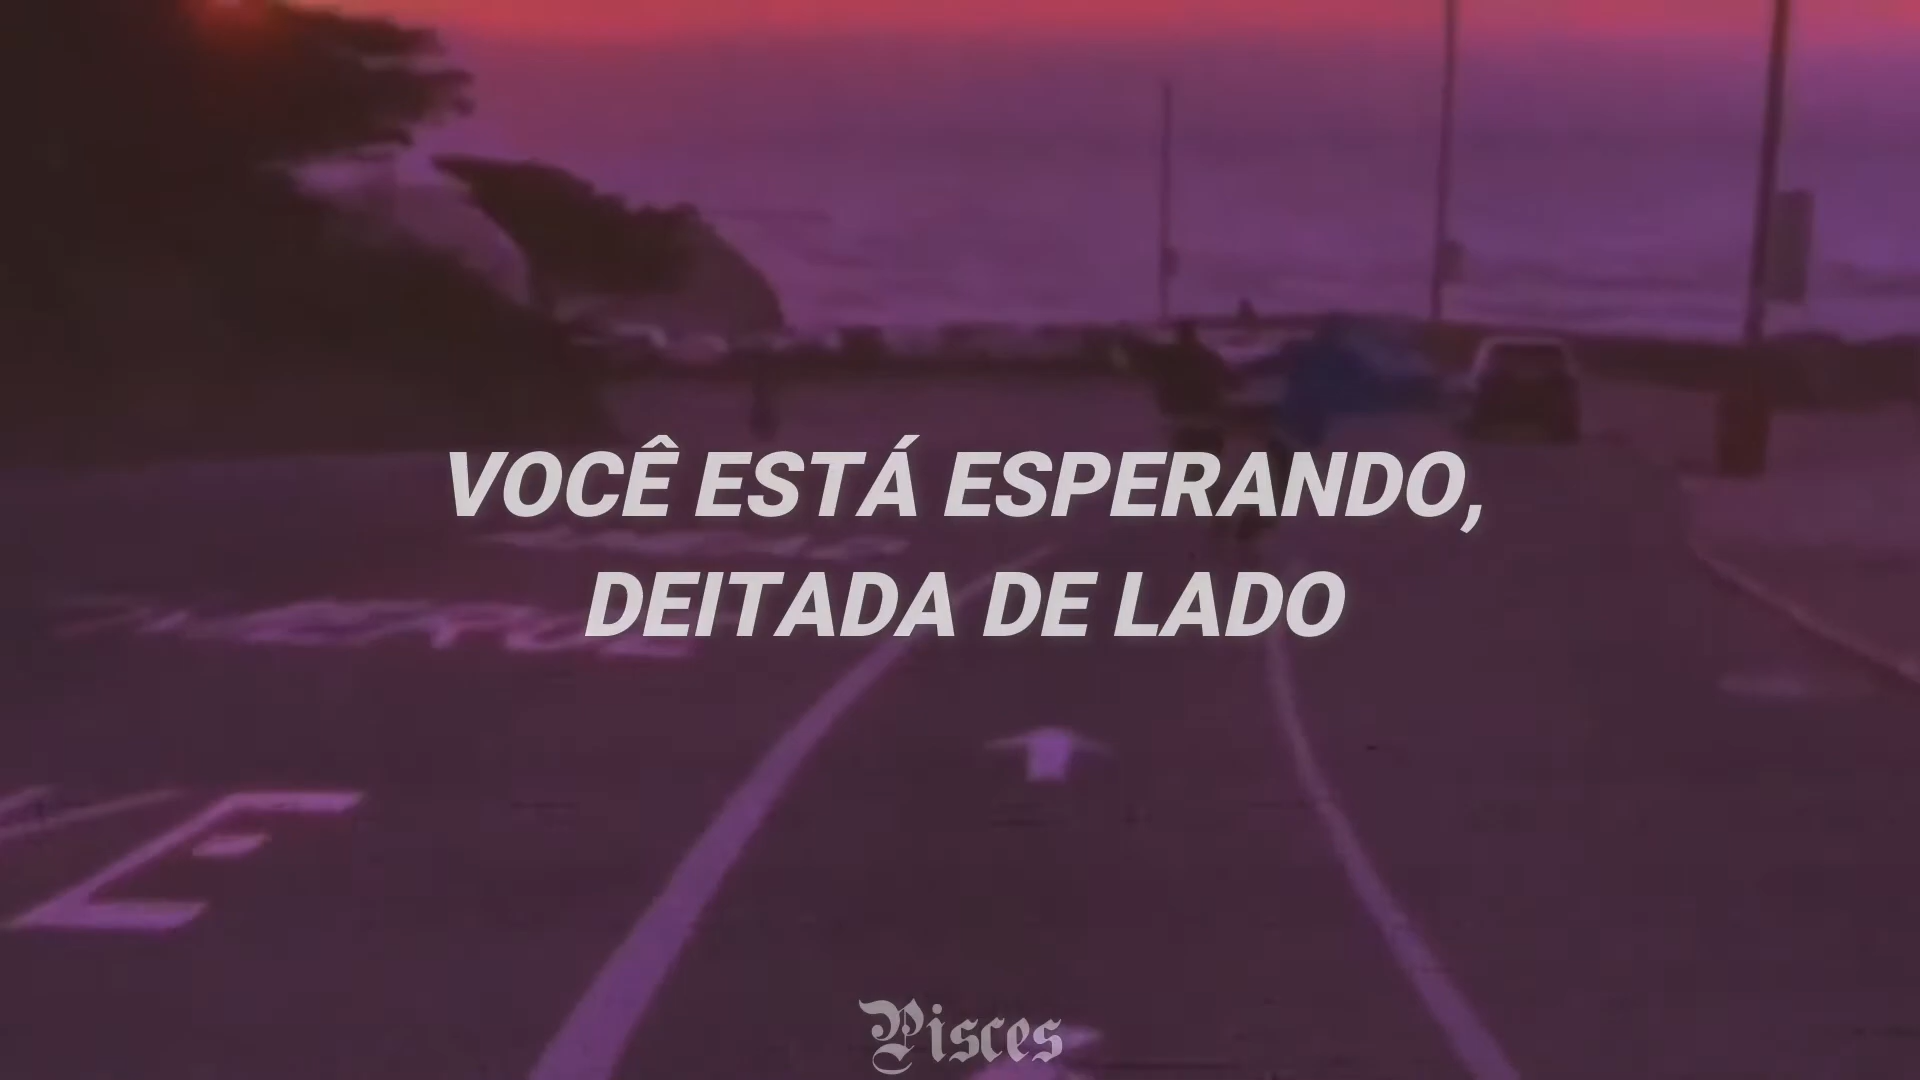 VOCÊ ESTÁ ESPERANDO,
DEITADA DE LADO
Pisces